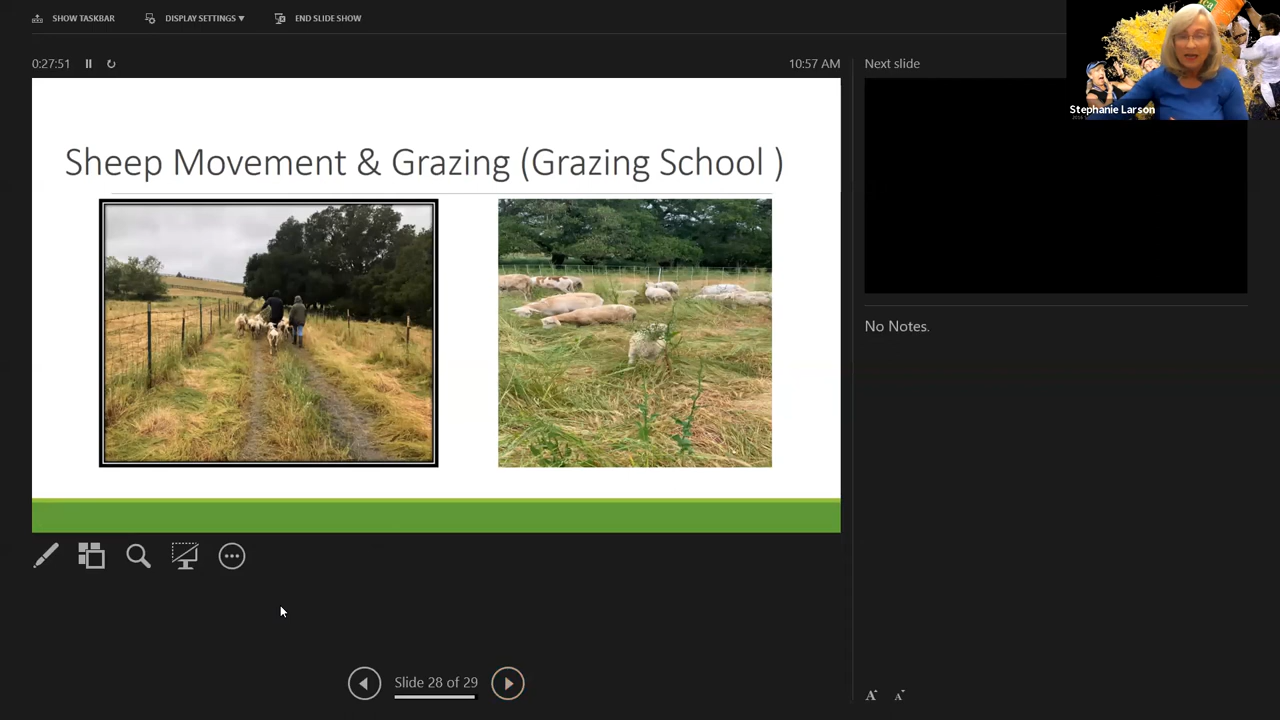 SHOW TASKBAR
DISPLAY SETTINGS ▾
END SLIDE SHOW
0:27:51
10:57 AM
Next slide
Stephanie Larson
Sheep Movement & Grazing (Grazing School )
No Notes.
Slide 28 of 29
A A